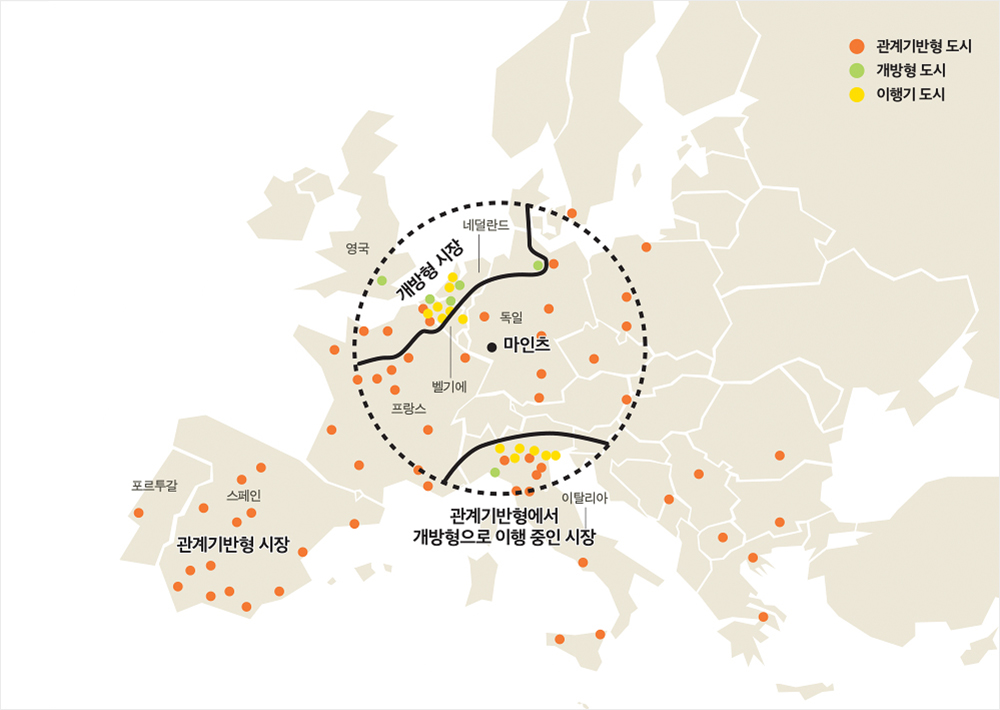 관계기반형 도시
개방형 도시
이행기 도시
네덜란드
영국
개방형 시장
독일
마인츠
벨기에
프랑스
포르투갈
스페인
이탈리아
관계기반형에서
개방형으로 이행 중인 시장
관계기반형 시장